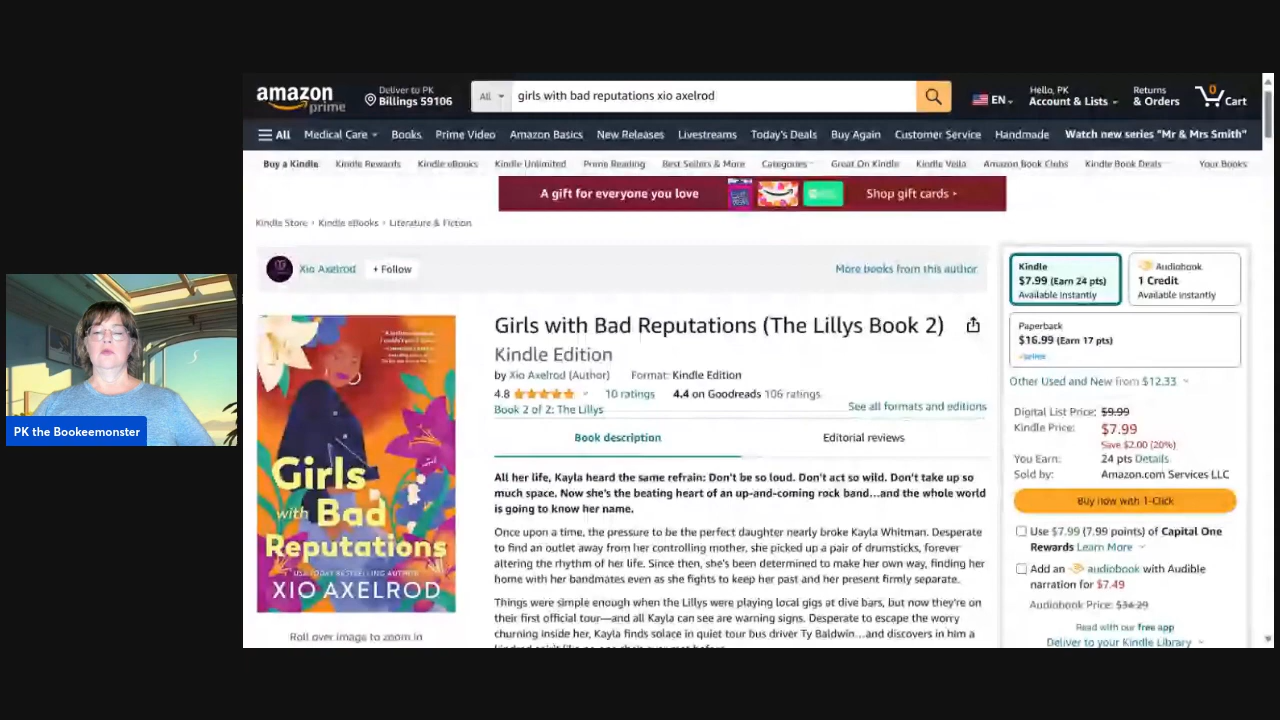 amazon prime
Deliver to PK
Billings 59106
All
girls with bad reputations xio axelrod
EN
Hello, PK
Account & Lists
Returns
& Orders
0
Cart
All
Medical Care
Books
Prime Video
Amazon Basics
New Releases
Livestreams
Today's Deals
Buy Again
Customer Service
Handmade
Watch new series "Mr & Mrs Smith"
Buy a Kindle
Kindle Rewards
Kindle eBooks
Kindle Unlimited
Prime Reading
Best Sellers & More
Categories
Great On Kindle
Kindle Vella
Amazon Book Clubs
Kindle Book Deals
Your Books
A gift for everyone you love
Shop gift cards
Kindle Store › Kindle eBooks › Literature & Fiction
Xio Axelrod
+ Follow
More books from this author
Girls
with Bad
Reputations
USA TODAY BESTSELLING AUTHOR
XIO AXELROD
Roll over image to zoom in
Girls with Bad Reputations (The Lillys Book 2)
Kindle Edition
by Xio Axelrod (Author) Format: Kindle Edition
4.8 10 ratings 4.4 on Goodreads 106 ratings
Book 2 of 2: The Lillys
See all formats and editions
Book description
Editorial reviews
All her life, Kayla heard the same refrain: Don't be so loud. Don't act so wild. Don't take up so
much space. Now she's the beating heart of an up-and-coming rock band...and the whole world
is going to know her name.
Once upon a time, the pressure to be the perfect daughter nearly broke Kayla Whitman. Desperate
to find an outlet away from her controlling mother, she picked up a pair of drumsticks, forever
altering the rhythm of her life. Since then, she's been determined to make her own way, finding her
home with her bandmates even as she fights to keep her past and her present firmly separate.
Things were simple enough when the Lillys were playing local gigs at dive bars, but now they're on
their first official tour—and all Kayla can see are warning signs. Desperate to escape the worry
churning inside her, Kayla finds solace in quiet tour bus driver Ty Baldwin...and discovers in him a
Kindle
$7.99 (Earn 24 pts)
Available instantly
Audiobook
1 Credit
Available instantly
Paperback
$16.99 (Earn 17 pts)
prime
Other Used and New from $12.33
Digital List Price: $9.99
Kindle Price: $7.99
Save $2.00 (20%)
You Earn: 24 pts Details
Sold by: Amazon.com Services LLC
Buy now with 1-Click
Use $7.99 (7.99 points) of Capital One
Rewards Learn More
Add an audiobook with Audible
narration for $7.49
Audiobook Price: $34.29
Read with our free app
Deliver to your Kindle Library
PK the Bookeemonster